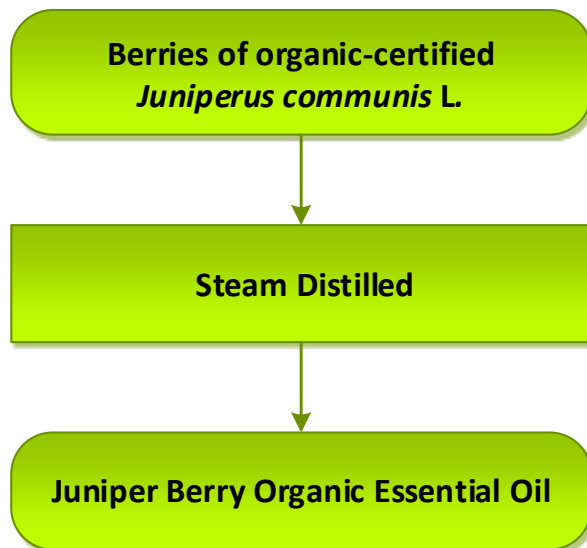 Berries of organic-certified
Juniperus communis L.
Steam Distilled
Juniper Berry Organic Essential Oil